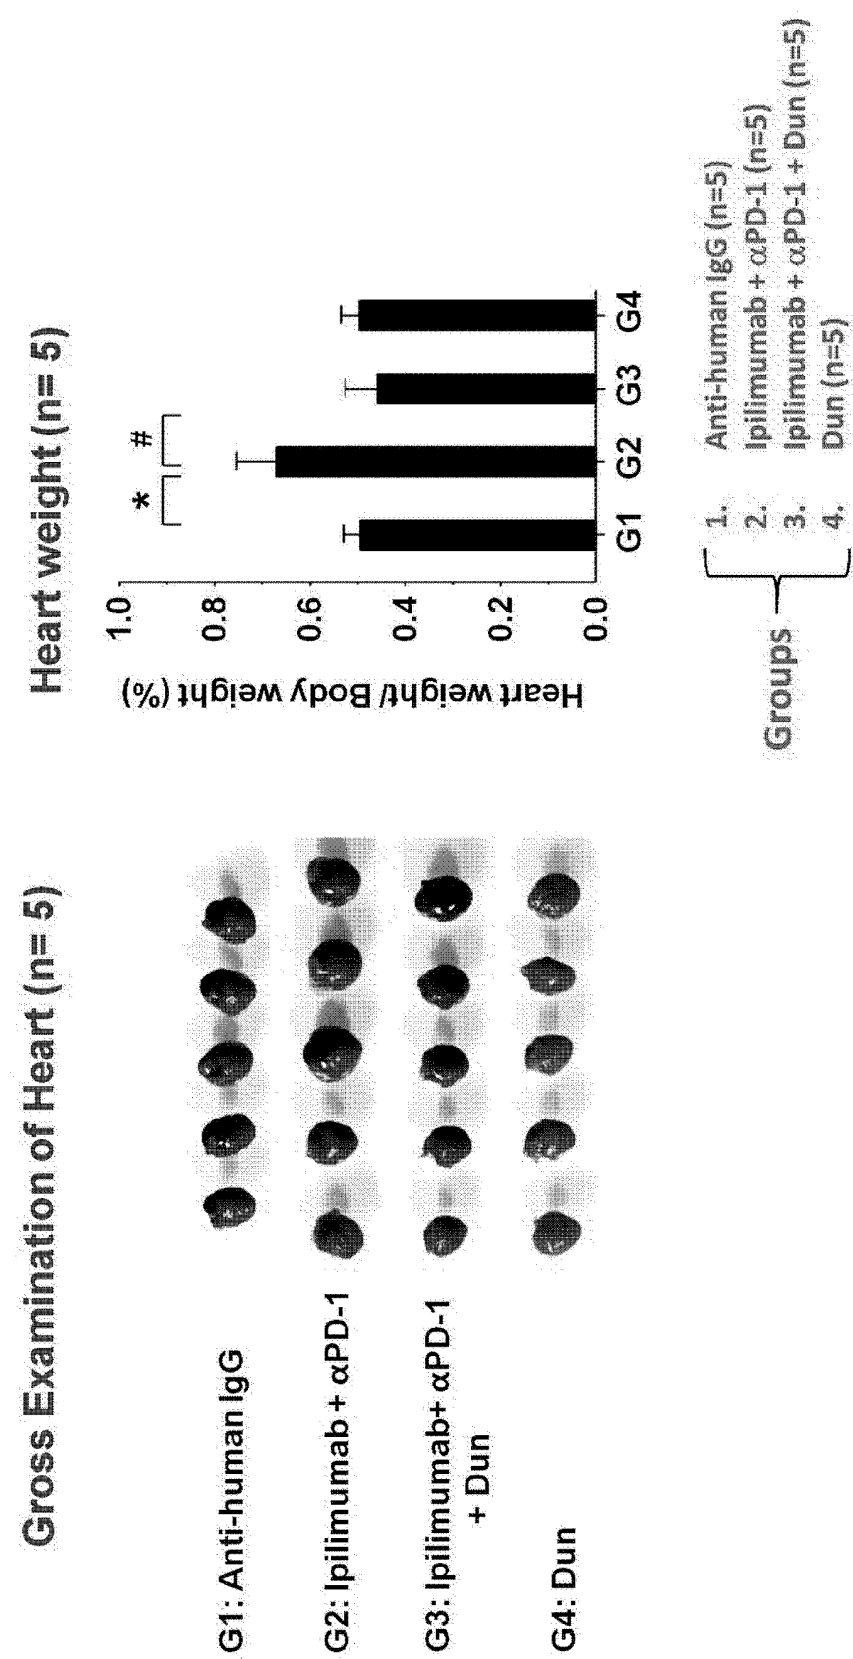 Gross Examination of Heart (n= 5)
G1: Anti-human IgG
G2: Ipilimumab + αPD-1
G3: Ipilimumab+ αPD-1
+ Dun
G4: Dun
Heart weight (n= 5)
Heart weight/ Body weight (%)
1.0
0.8
0.6
0.4
0.2
0.0
*
#
G1
G2
G3
G4
Groups
1. Anti-human IgG (n=5)
2. Ipilimumab + αPD-1 (n=5)
3. Ipilimumab + αPD-1 + Dun (n=5)
4. Dun (n=5)